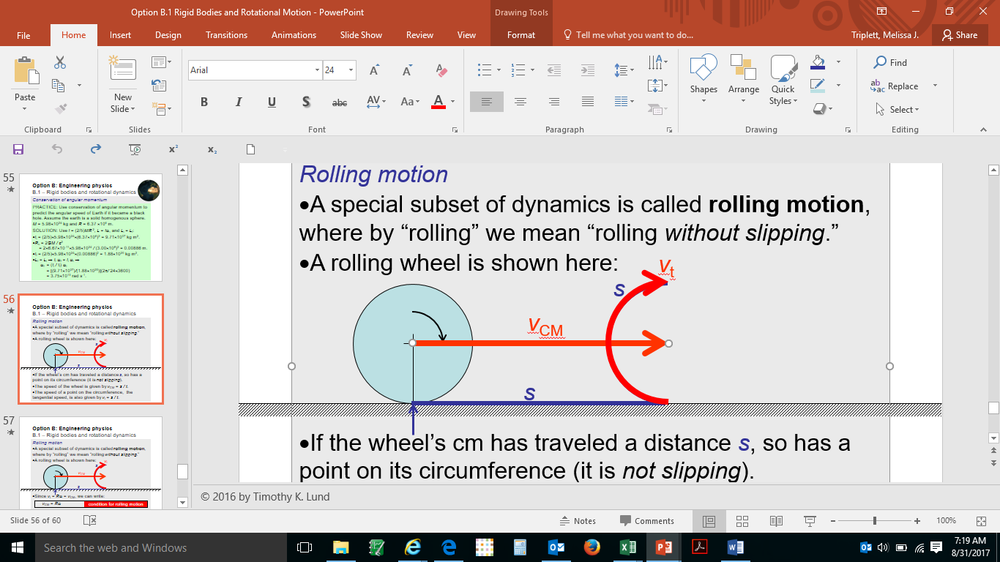 Option B.1 Rigid Bodies and Rotational Motion - PowerPoint
Drawing Tools
File Home Insert Design Transitions Animations Slide Show Review View Format Tell me what you want to do... Triplett, Melissa J. Share
Paste
New
Slide
Arial 24
B I U S abc AV Aa A
Shapes Arrange Quick
Styles
Find
Replace
Select
Clipboard Slides Font Paragraph Drawing Editing
x² x₂
55
Option B: Engineering physics
B.1 – Rigid bodies and rotational dynamics
Conservation of angular momentum
PRACTICE: Use conservation of angular momentum to
predict the angular speed of Earth if it became a black
hole. Assume the earth is a solid homogenous sphere.
56
Option B: Engineering physics
B.1 – Rigid bodies and rotational dynamics
Rolling motion
•A special subset of dynamics is called rolling motion,
where by "rolling" we mean "rolling without slipping."
•A rolling wheel is shown here:
vCM
s
•If the wheel's cm has traveled a distance s, so has a
point on its circumference (it is not slipping).
•The speed of the wheel is given by vCM = s / t.
•The speed of a point on the circumference, the
tangential speed, is also given by vt = s / t.
57
Option B: Engineering physics
B.1 – Rigid bodies and rotational dynamics
Rolling motion
•A special subset of dynamics is called rolling motion,
where by "rolling" we mean "rolling without slipping."
•A rolling wheel is shown here:
vCM
s
•Since vt = Rω = vCM, we can write:
vCM = Rω condition for rolling motion
Rolling motion
•A special subset of dynamics is called rolling motion,
where by “rolling” we mean “rolling without slipping.”
•A rolling wheel is shown here:
vt
s
vCM
s
•If the wheel’s cm has traveled a distance s, so has a
point on its circumference (it is not slipping).
© 2016 by Timothy K. Lund
Slide 56 of 60 Notes Comments 100%
Search the web and Windows
7:19 AM
8/31/2017